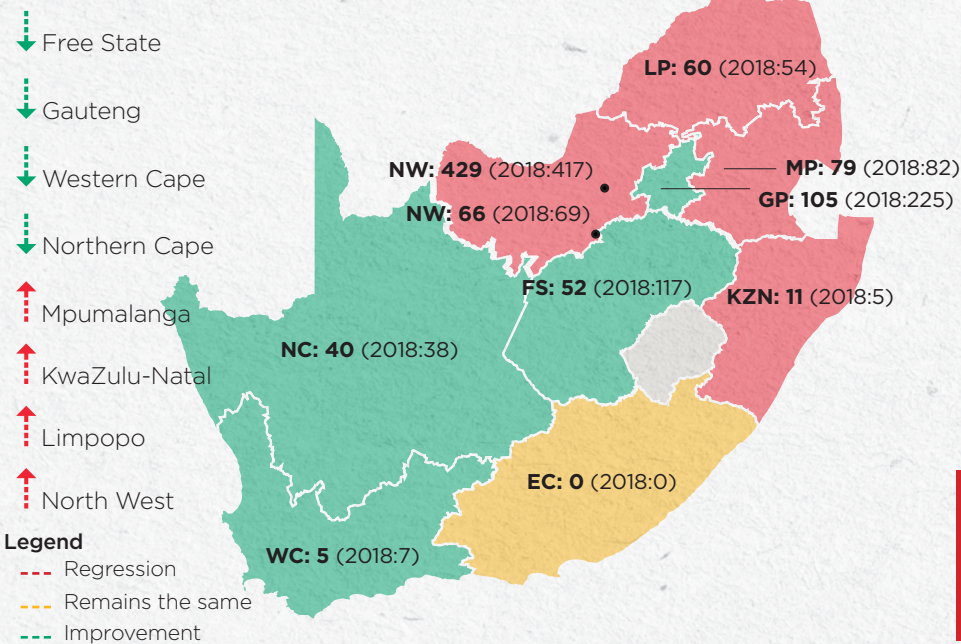 Free State
Gauteng
Western Cape
Northern Cape
Mpumalanga
KwaZulu-Natal
Limpopo
North West
Legend
Regression
Remains the same
Improvement
LP: 60 (2018:54)
NW: 429 (2018:417)
MP: 79 (2018:82)
GP: 105 (2018:225)
NW: 66 (2018:69)
FS: 52 (2018:117)
KZN: 11 (2018:5)
NC: 40 (2018:38)
EC: 0 (2018:0)
WC: 5 (2018:7)